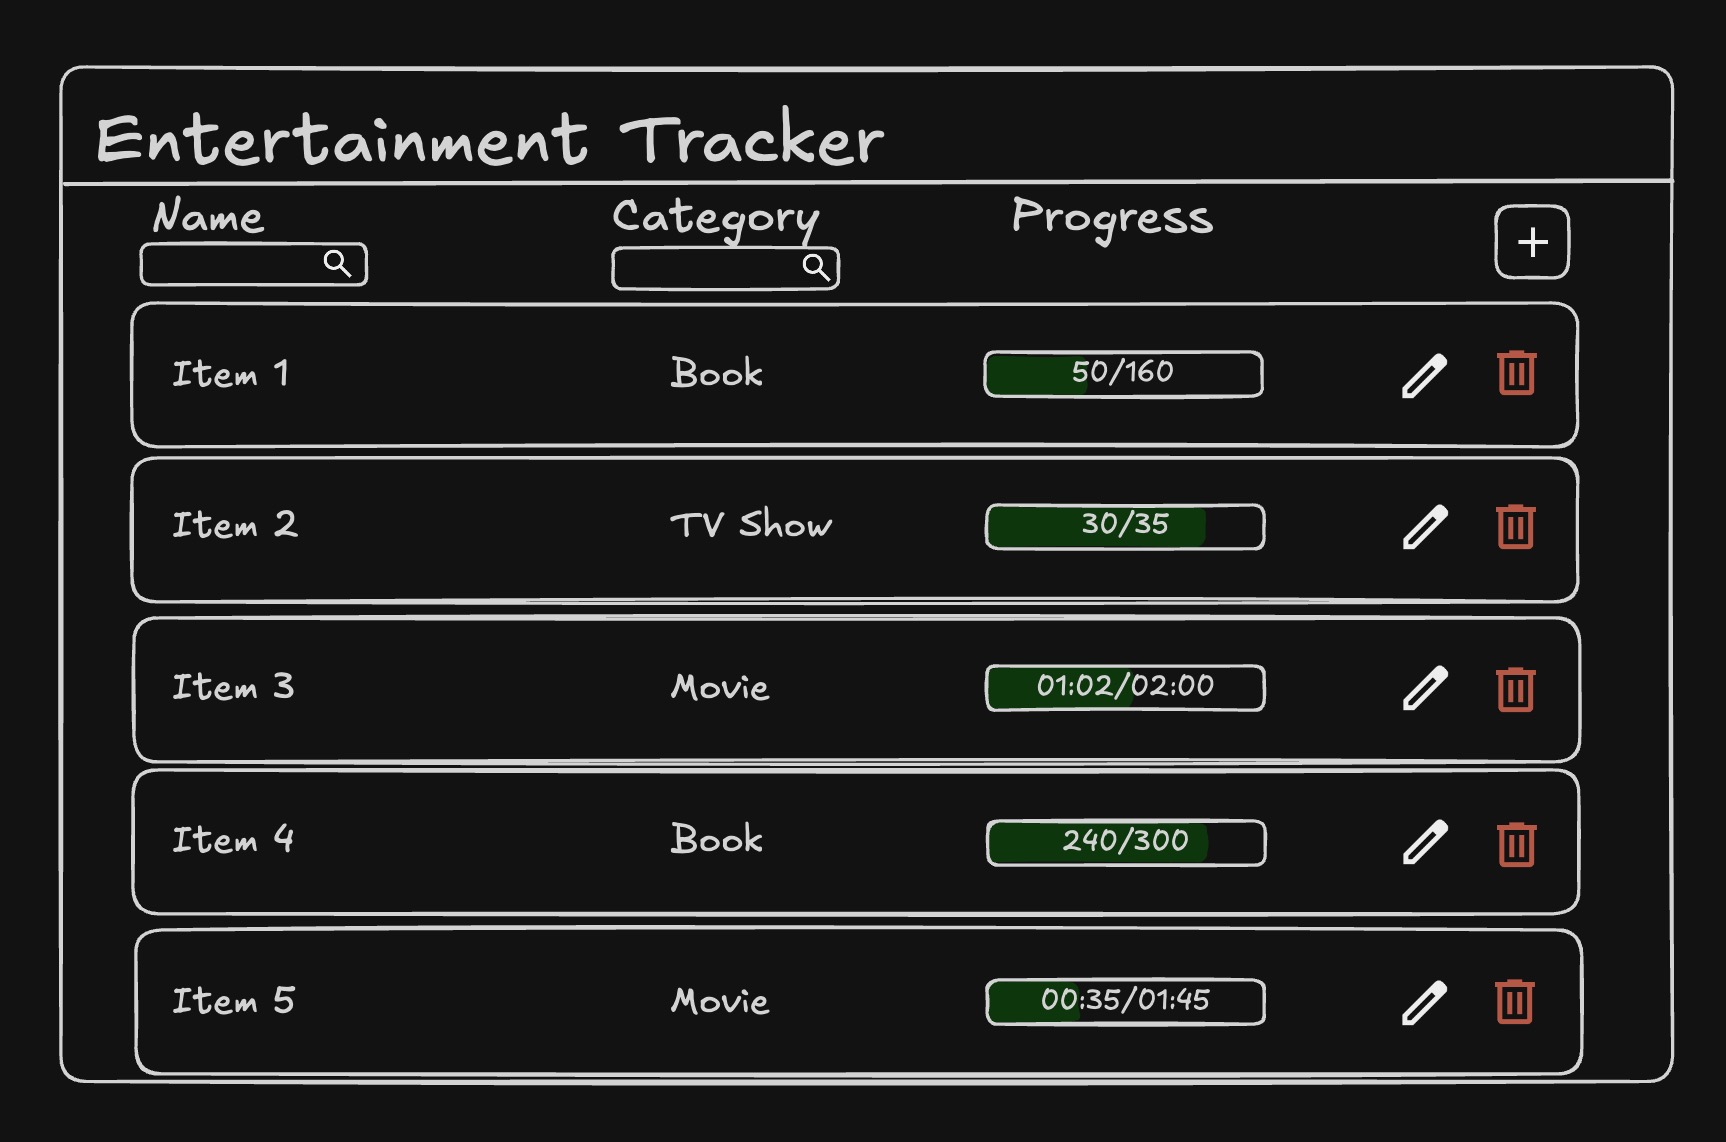 Entertainment Tracker
Name Category Progress
Item 1 Book 50/160
Item 2 TV Show 30/35
Item 3 Movie 01:02/02:00
Item 4 Book 240/300
Item 5 Movie 00:35/01:45